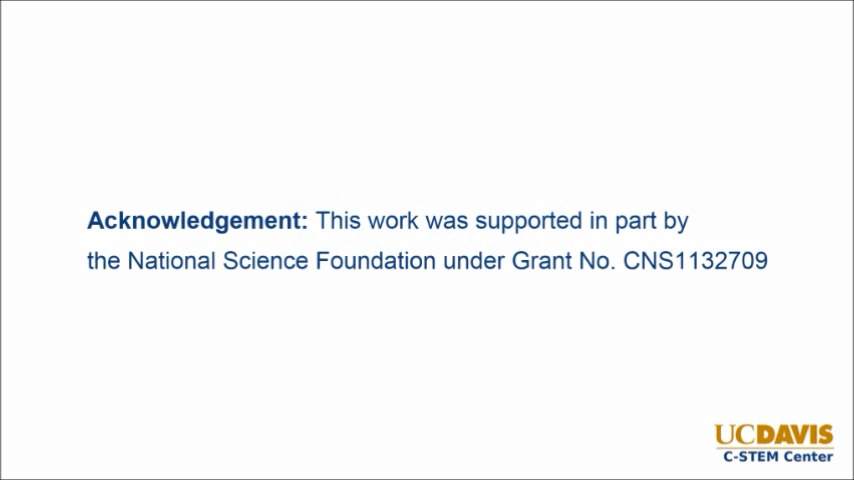 Acknowledgement: This work was supported in part by
the National Science Foundation under Grant No. CNS1132709
UCDAVIS
C-STEM Center